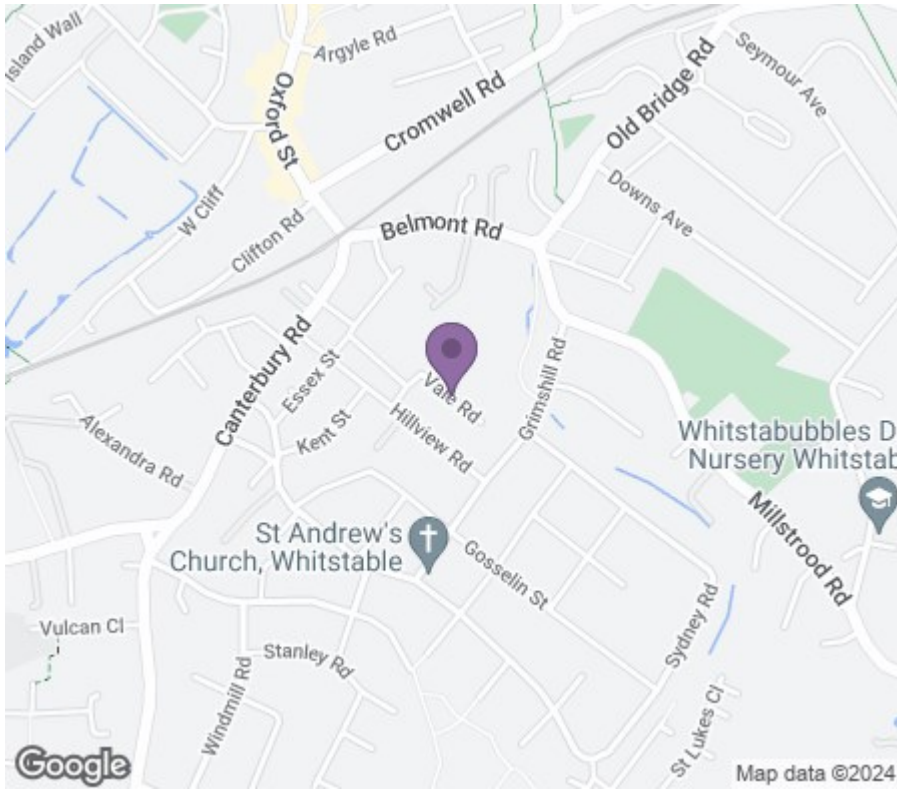 Island Wall
Argyle Rd
Oxford St
Cromwell Rd
Old Bridge Rd
Seymour Ave
W Cliff
Clifton Rd
Belmont Rd
Downs Ave
Canterbury Rd
Essex St
Vale Rd
Grimshill Rd
Kent St
Hillview Rd
Alexandra Rd
Whitstabubbles D
Nursery Whitstab
Millstrood Rd
St Andrew's
Church, Whitstable
Gosselin St
Sydney Rd
Vulcan Cl
Stanley Rd
Windmill Rd
St Lukes Cl
Google
Map data ©2024